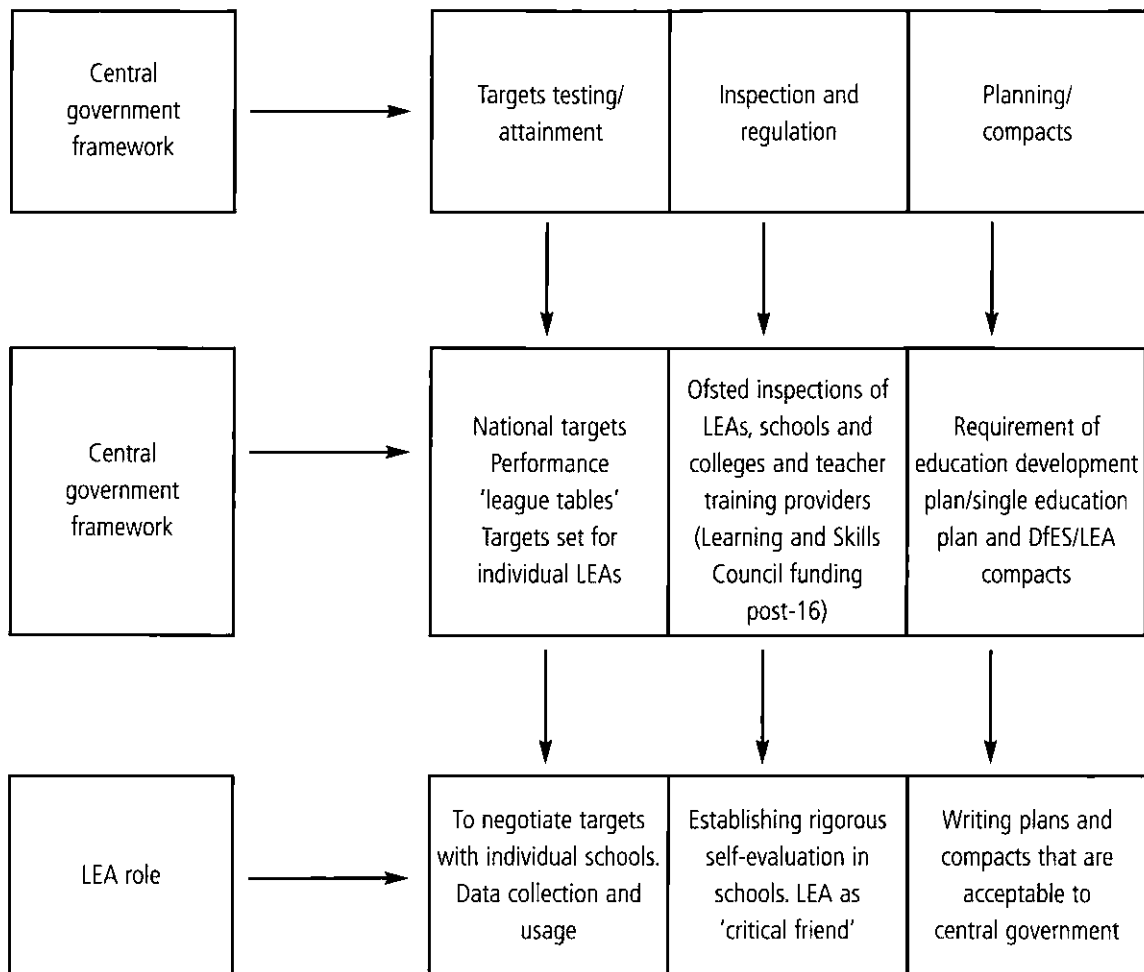 Central
government
framework
Targets testing/
attainment
Inspection and
regulation
Planning/
compacts
Central
government
framework
National targets
Performance
'league tables'
Targets set for
individual LEAs
Ofsted inspections of
LEAs, schools and
colleges and teacher
training providers
(Learning and Skills
Council funding
post-16)
Requirement of
education development
plan/single education
plan and DfES/LEA
compacts
LEA role
To negotiate targets
with individual schools.
Data collection and
usage
Establishing rigorous
self-evaluation in
schools. LEA as
'critical friend'
Writing plans and
compacts that are
acceptable to
central government